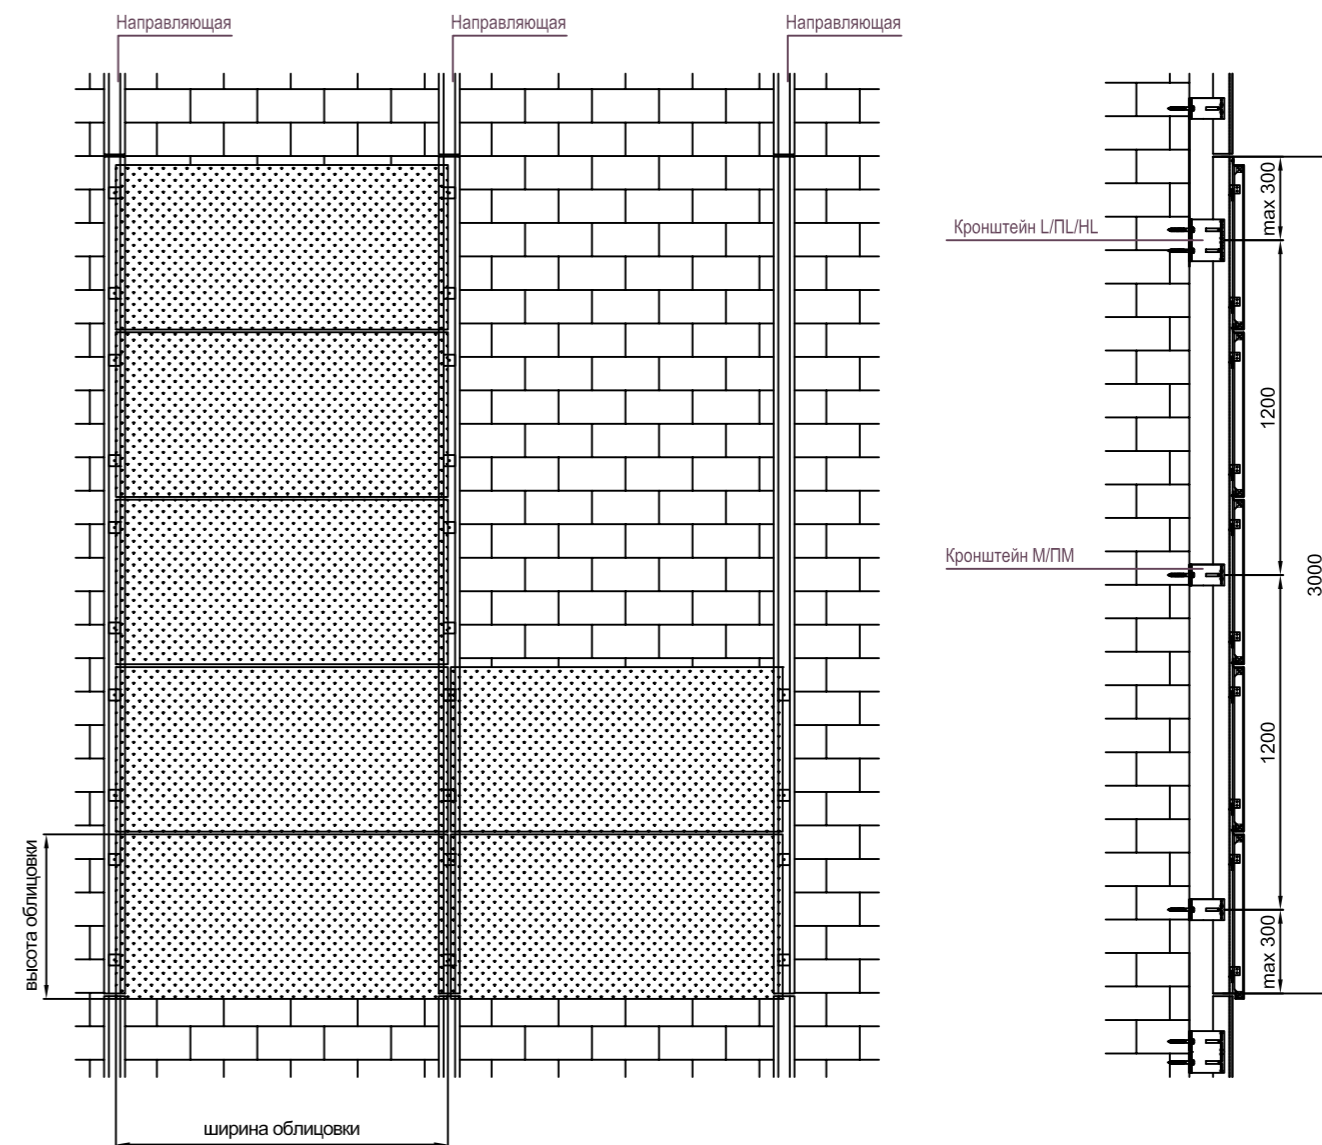 Направляющая
Направляющая
Направляющая
Кронштейн L/ПL/HL
Кронштейн М/ПМ
max 300
1200
1200
max 300
3000
высота облицовки
ширина облицовки